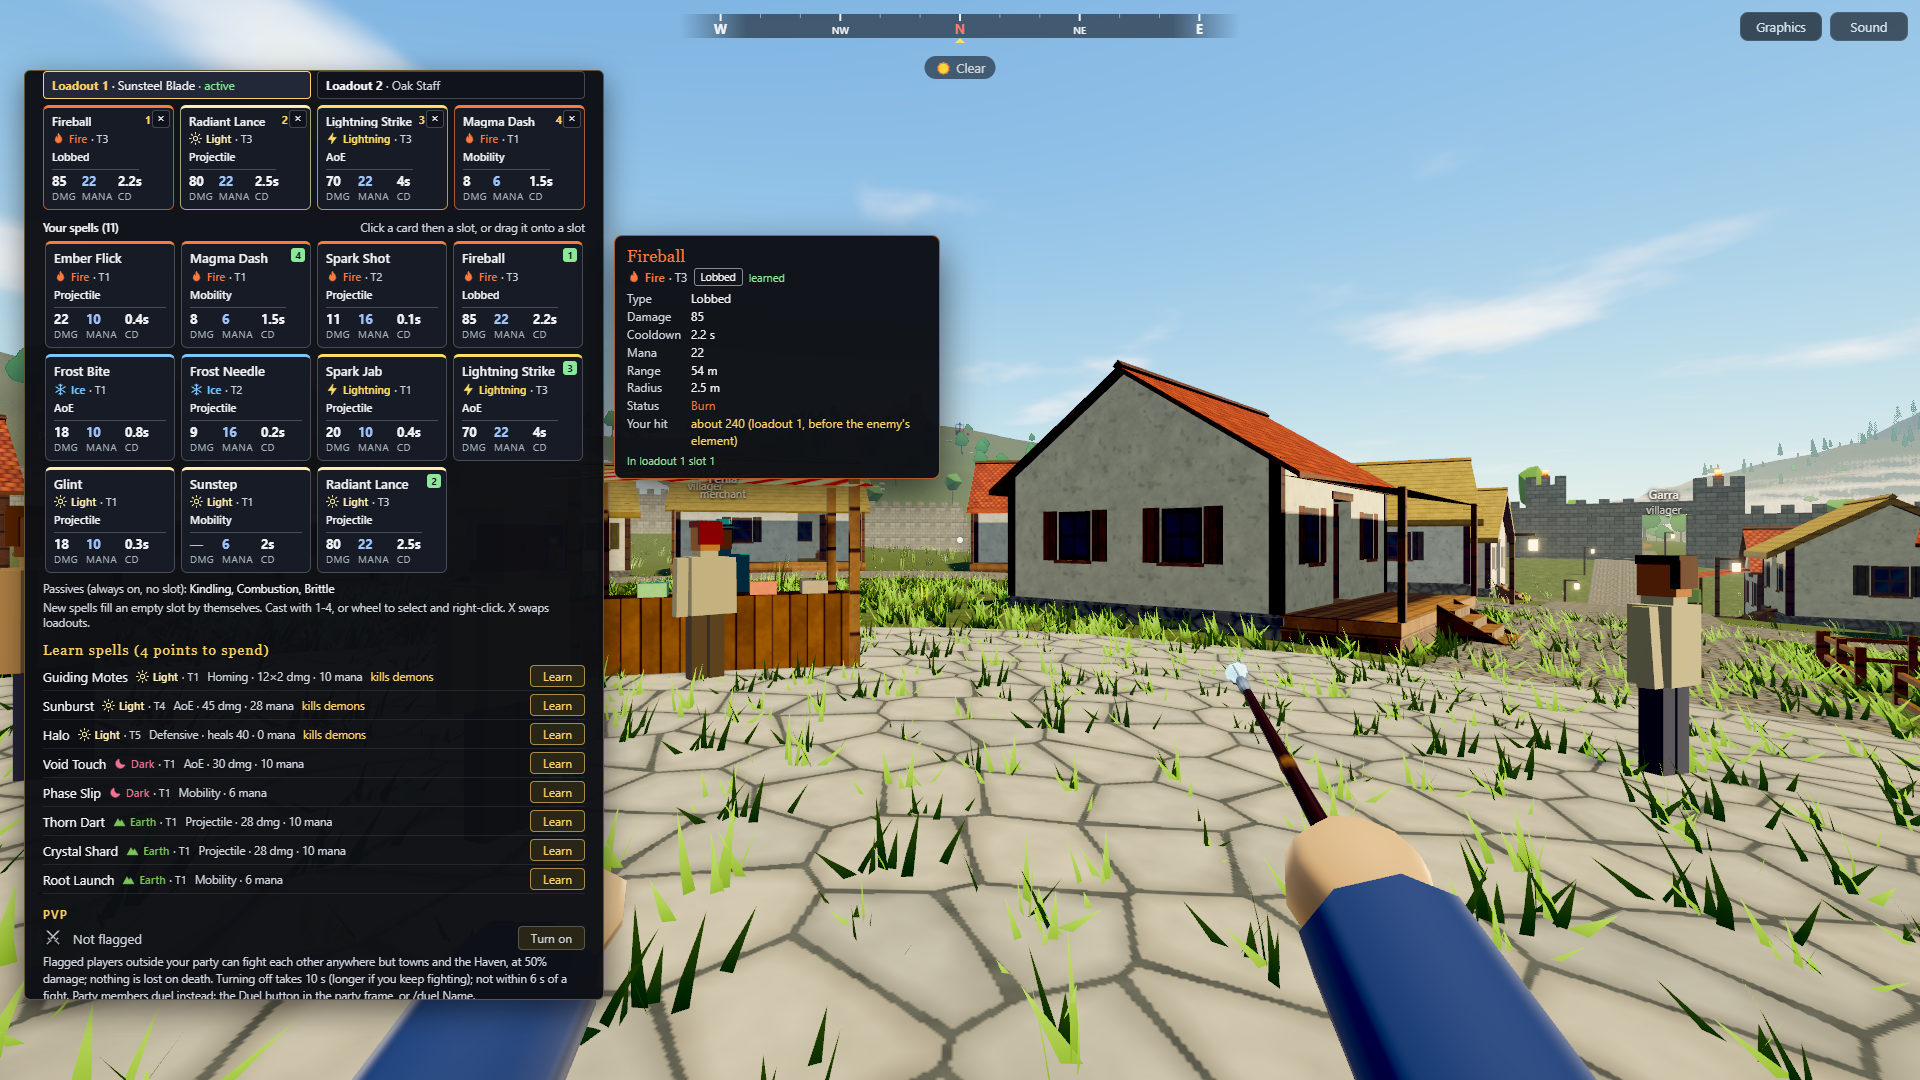 W NW N NE E
Clear
Graphics
Sound
Loadout 1 · Sunsteel Blade · active
Loadout 2 · Oak Staff
Fireball 1 ×
Fire · T3
Lobbed
85 22 2.2s
DMG MANA CD
Radiant Lance 2 ×
Light · T3
Projectile
80 22 2.5s
DMG MANA CD
Lightning Strike 3 ×
Lightning · T3
AoE
70 22 4s
DMG MANA CD
Magma Dash 4 ×
Fire · T1
Mobility
8 6 1.5s
DMG MANA CD
Your spells (11)
Click a card then a slot, or drag it onto a slot
Ember Flick
Fire · T1
Projectile
22 10 0.4s
DMG MANA CD
Magma Dash 4
Fire · T1
Mobility
8 6 1.5s
DMG MANA CD
Spark Shot
Fire · T2
Projectile
11 16 0.1s
DMG MANA CD
Fireball 1
Fire · T3
Lobbed
85 22 2.2s
DMG MANA CD
Frost Bite
Ice · T1
AoE
18 10 0.8s
DMG MANA CD
Frost Needle
Ice · T2
Projectile
9 16 0.2s
DMG MANA CD
Spark Jab
Lightning · T1
Projectile
20 10 0.4s
DMG MANA CD
Lightning Strike 3
Lightning · T3
AoE
70 22 4s
DMG MANA CD
Glint
Light · T1
Projectile
18 10 0.3s
DMG MANA CD
Sunstep
Light · T1
Mobility
— 6 2s
DMG MANA CD
Radiant Lance 2
Light · T3
Projectile
80 22 2.5s
DMG MANA CD
Passives (always on, no slot): Kindling, Combustion, Brittle
New spells fill an empty slot by themselves. Cast with 1-4, or wheel to select and right-click. X swaps
loadouts.
Learn spells (4 points to spend)
Guiding Motes Light · T1 Homing · 12×2 dmg · 10 mana kills demons Learn
Sunburst Light · T4 AoE · 45 dmg · 28 mana kills demons Learn
Halo Light · T5 Defensive · heals 40 · 0 mana kills demons Learn
Void Touch Dark · T1 AoE · 30 dmg · 10 mana Learn
Phase Slip Dark · T1 Mobility · 6 mana Learn
Thorn Dart Earth · T1 Projectile · 28 dmg · 10 mana Learn
Crystal Shard Earth · T1 Projectile · 28 dmg · 10 mana Learn
Root Launch Earth · T1 Mobility · 6 mana Learn
PVP
Not flagged Turn on
Flagged players outside your party can fight each other anywhere but towns and the Haven, at 50%
damage; nothing is lost on death. Turning off takes 10 s (longer if you keep fighting); not within 6 s of a
fight. Party members duel instead: the Duel button in the party frame, or /duel Name.
Fireball
Fire · T3 Lobbed learned
Type Lobbed
Damage 85
Cooldown 2.2 s
Mana 22
Range 54 m
Radius 2.5 m
Status Burn
Your hit about 240 (loadout 1, before the enemy's
element)
In loadout 1 slot 1
villager
merchant
Garra
villager